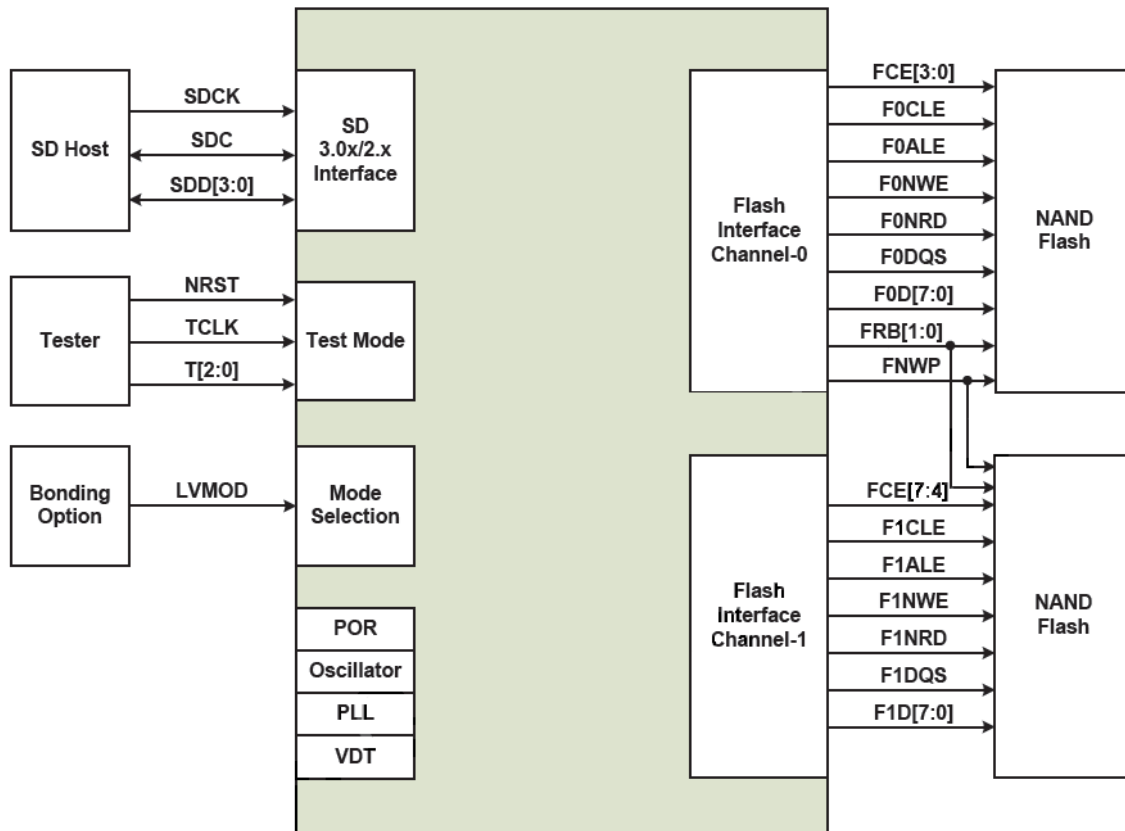 SD Host
SDCK
SDC
SDD[3:0]
SD
3.0x/2.x
Interface
Tester
NRST
TCLK
T[2:0]
Test Mode
Bonding
Option
LVMOD
Mode
Selection
POR
Oscillator
PLL
VDT
Flash
Interface
Channel-0
FCE[3:0]
F0CLE
F0ALE
F0NWE
F0NRD
F0DQS
F0D[7:0]
FRB[1:0]
FNWP
NAND
Flash
Flash
Interface
Channel-1
FCE[7:4]
F1CLE
F1ALE
F1NWE
F1NRD
F1DQS
F1D[7:0]
NAND
Flash